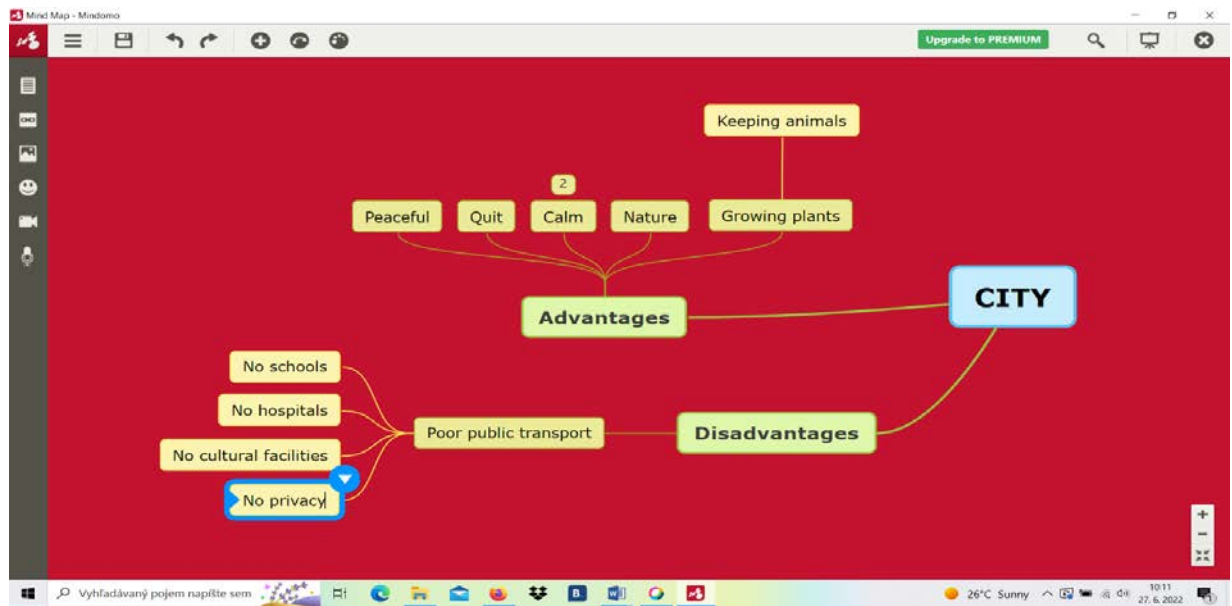 Mind Map - Mindomo
Upgrade to PREMIUM
Keeping animals
2
Peaceful
Quit
Calm
Nature
Growing plants
CITY
Advantages
No schools
No hospitals
Poor public transport
Disadvantages
No cultural facilities
No privacy
Vyhľadávaný pojem napíšte sem
B.
26°C Sunny
10:11
27. 6. 2022